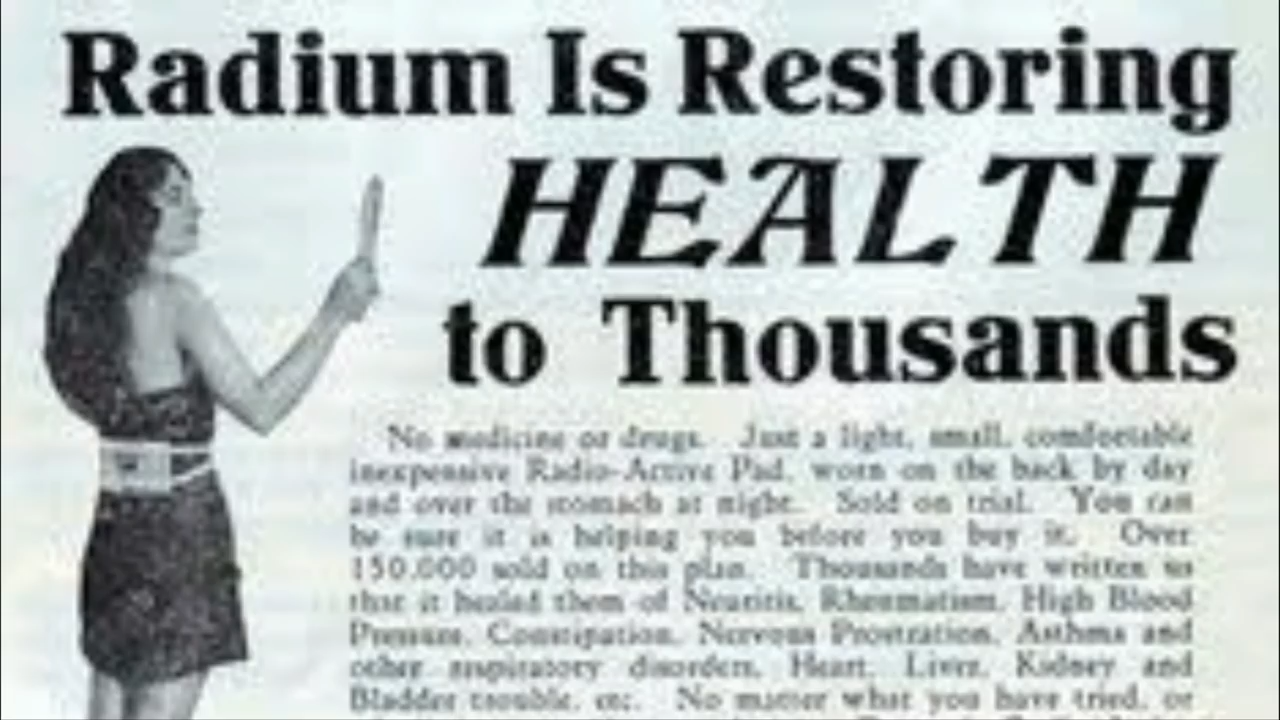 Radium Is Restoring
HEALTH
to Thousands
No medicine or drugs. Just a light, small, comfortable
inexpensive Radio-Active Pad, worn on the back by day
and over the stomach at night. Sold on trial. You can
be sure it is helping you before you buy it. Over
150,000 sold on this plan. Thousands have written us
that it healed them of Neuritis, Rheumatism, High Blood
Pressure, Constipation, Nervous Prostration, Asthma and
other respiratory disorders, Heart, Liver, Kidney and
Bladder trouble, etc. No matter what you have tried, or